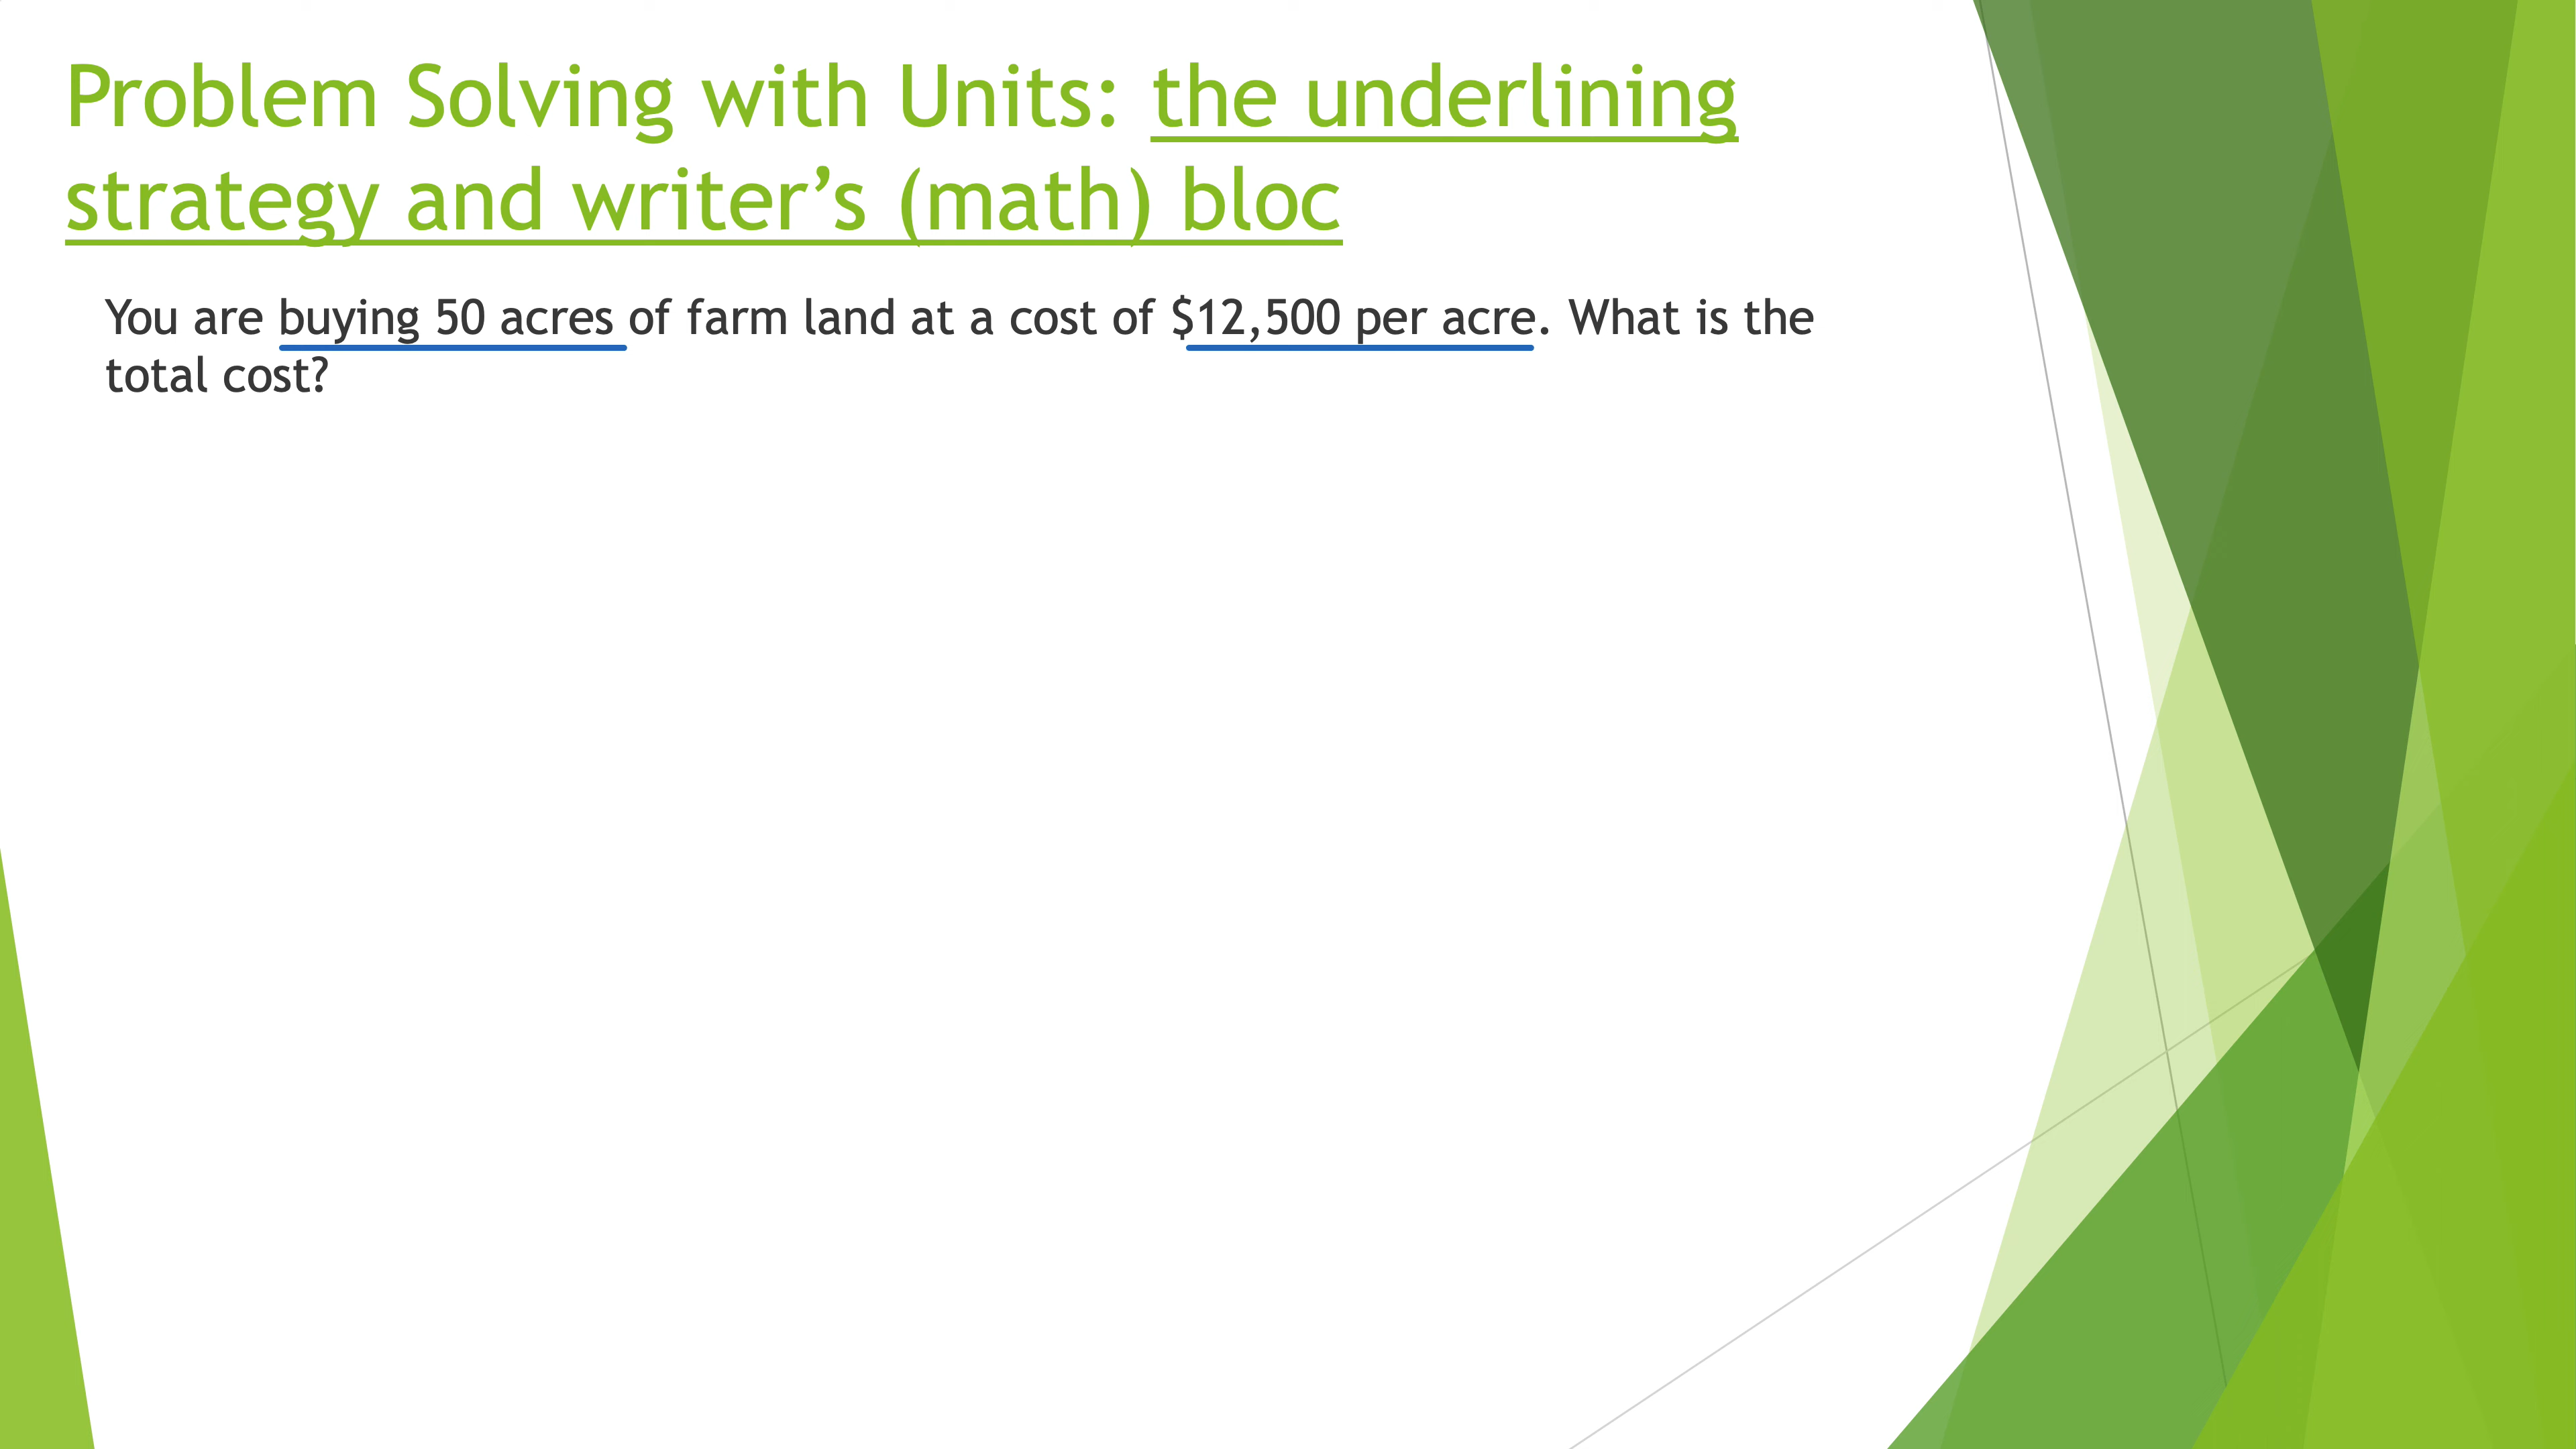 Problem Solving with Units: the underlining
strategy and writer’s (math) bloc
You are buying 50 acres of farm land at a cost of $12,500 per acre. What is the
total cost?